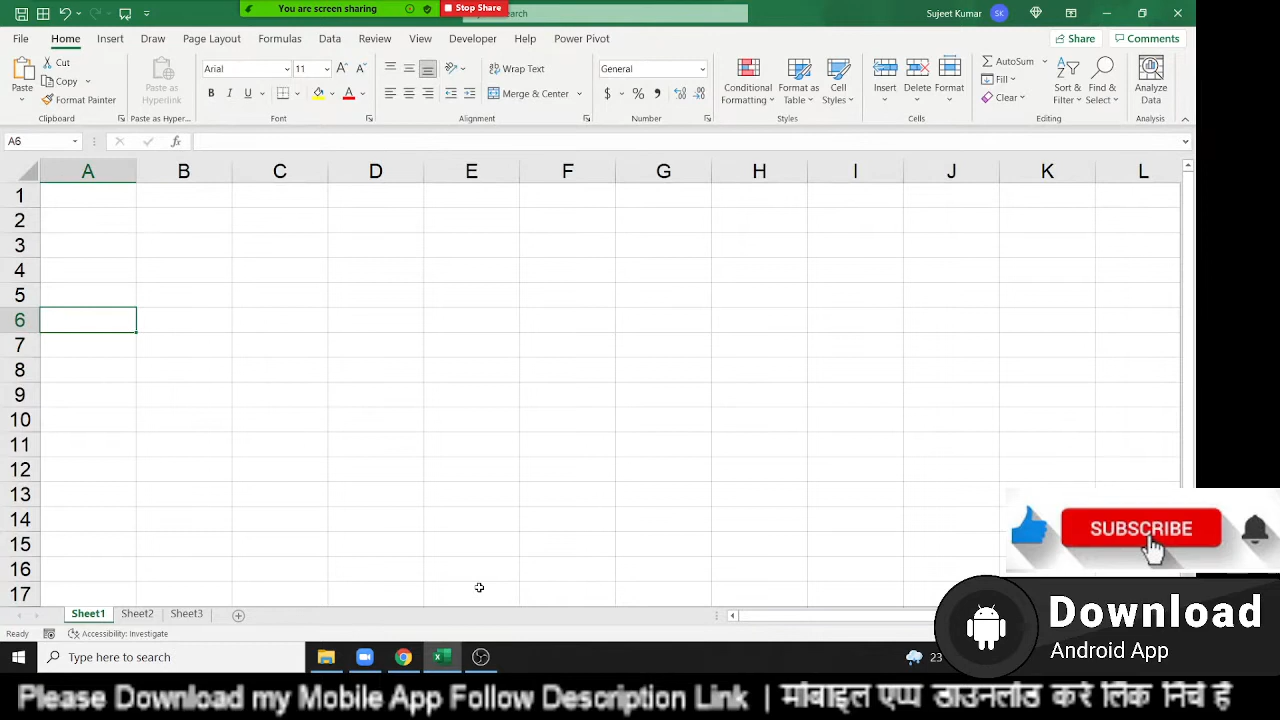 You are screen sharing
Stop Share
Search
Sujeet Kumar
SK
File
Home
Insert
Draw
Page Layout
Formulas
Data
Review
View
Developer
Help
Power Pivot
Share
Comments
Paste
Cut
Copy
Format Painter
Clipboard
Paste as
Hyperlink
Paste as Hyper...
Arial
11
B I U
Font
Wrap Text
Merge & Center
Alignment
General
$ % ,
Number
Conditional
Formatting
Format as
Table
Cell
Styles
Styles
Insert
Delete
Format
Cells
AutoSum
Fill
Clear
Sort &
Filter
Find &
Select
Editing
Analyze
Data
Analysis
A6
fx
A B C D E F G H I J K L
1
2
3
4
5
6
7
8
9
10
11
12
13
14
15
16
17
SUBSCRIBE
Sheet1
Sheet2
Sheet3
Ready
Accessibility: Investigate
Download
Android App
Type here to search
23
Please Download my Mobile App Follow Description Link | मोबाइल एप्प डाउनलोड करे लिंक निचे है